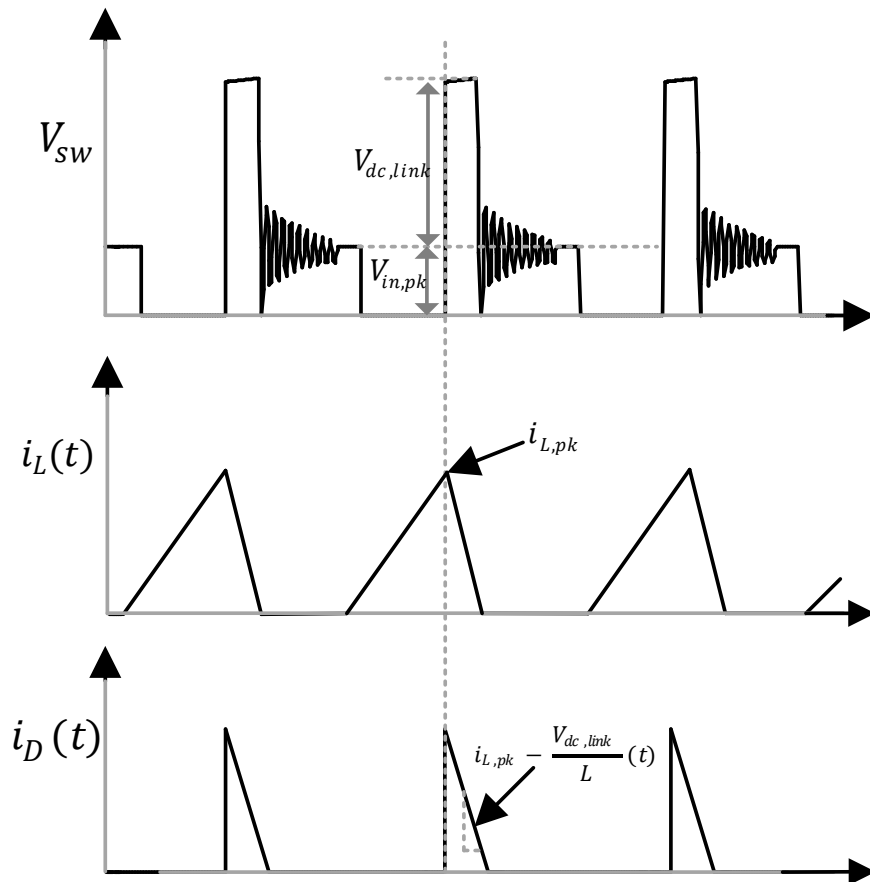 V_sw
V_dc,link
V_in,pk
i_L(t)
i_L,pk
i_D (t)
i_L,pk − V_dc,link / L (t)